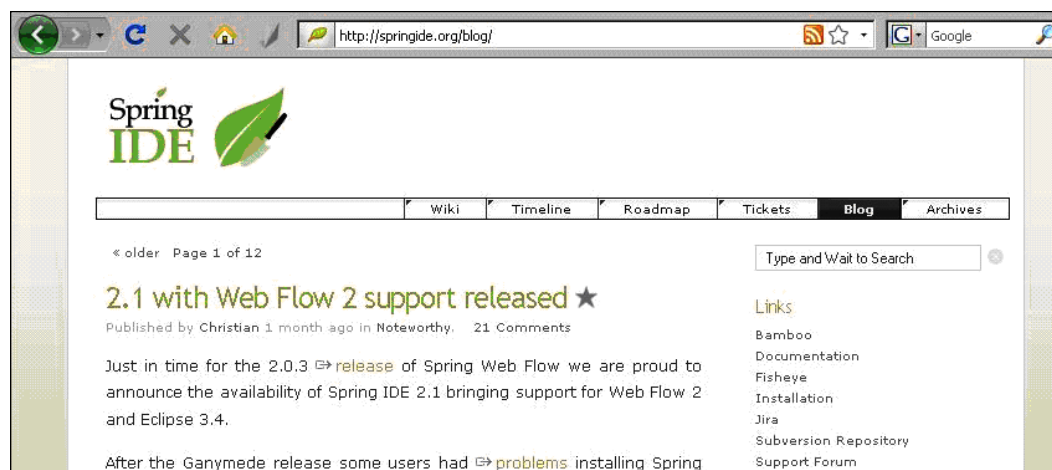 http://springide.org/blog/
G
Google
Spring
IDE
Wiki Timeline Roadmap Tickets Blog Archives
« older Page 1 of 12
Type and Wait to Search
2.1 with Web Flow 2 support released ★
Published by Christian 1 month ago in Noteworthy. 21 Comments
Just in time for the 2.0.3 release of Spring Web Flow we are proud to
announce the availability of Spring IDE 2.1 bringing support for Web Flow 2
and Eclipse 3.4.
After the Ganymede release some users had problems installing Spring
Links
Bamboo
Documentation
Fisheye
Installation
Jira
Subversion Repository
Support Forum